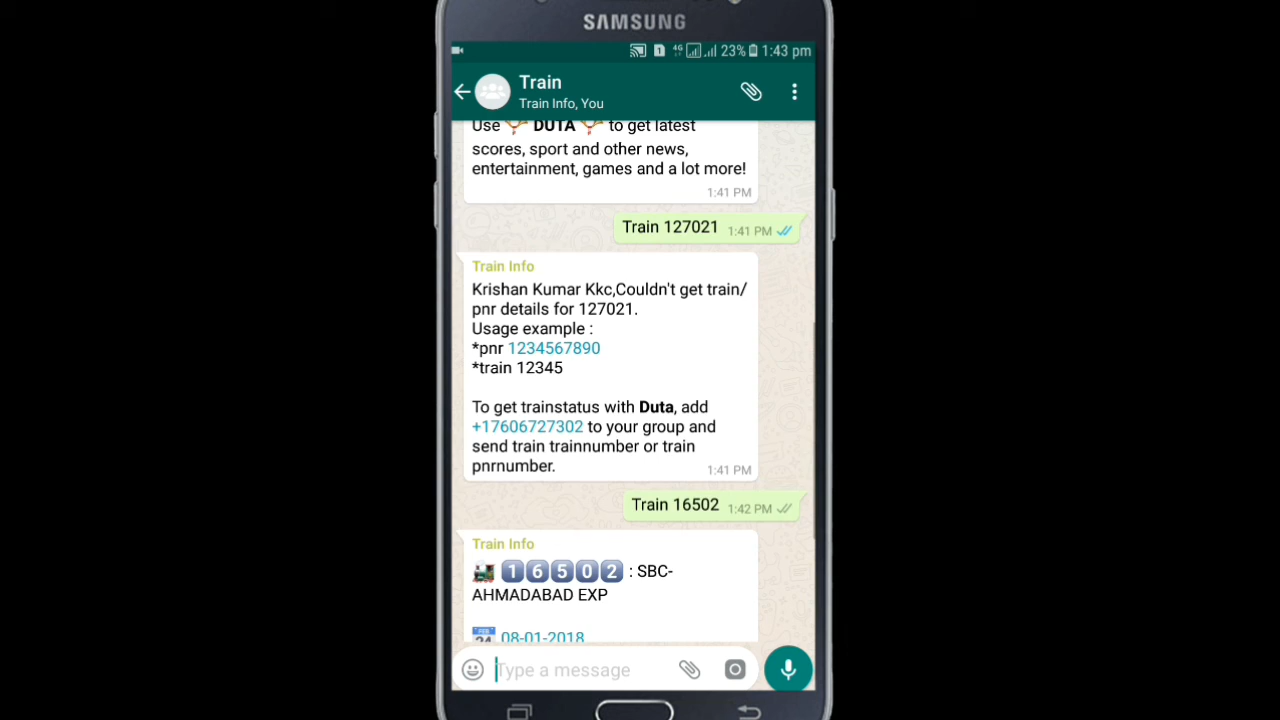 SAMSUNG
4G 23% 1:43 pm
Train
Train Info, You
Use DUTA to get latest
scores, sport and other news,
entertainment, games and a lot more!
1:41 PM
Train 127021 1:41 PM
Train Info
Krishan Kumar Kkc,Couldn't get train/
pnr details for 127021.
Usage example :
*pnr 1234567890
*train 12345
To get trainstatus with Duta, add
+17606727302 to your group and
send train trainnumber or train
pnrnumber.
1:41 PM
Train 16502 1:42 PM
Train Info
16502 : SBC-
AHMADABAD EXP
FEB
24 08-01-2018
Type a message